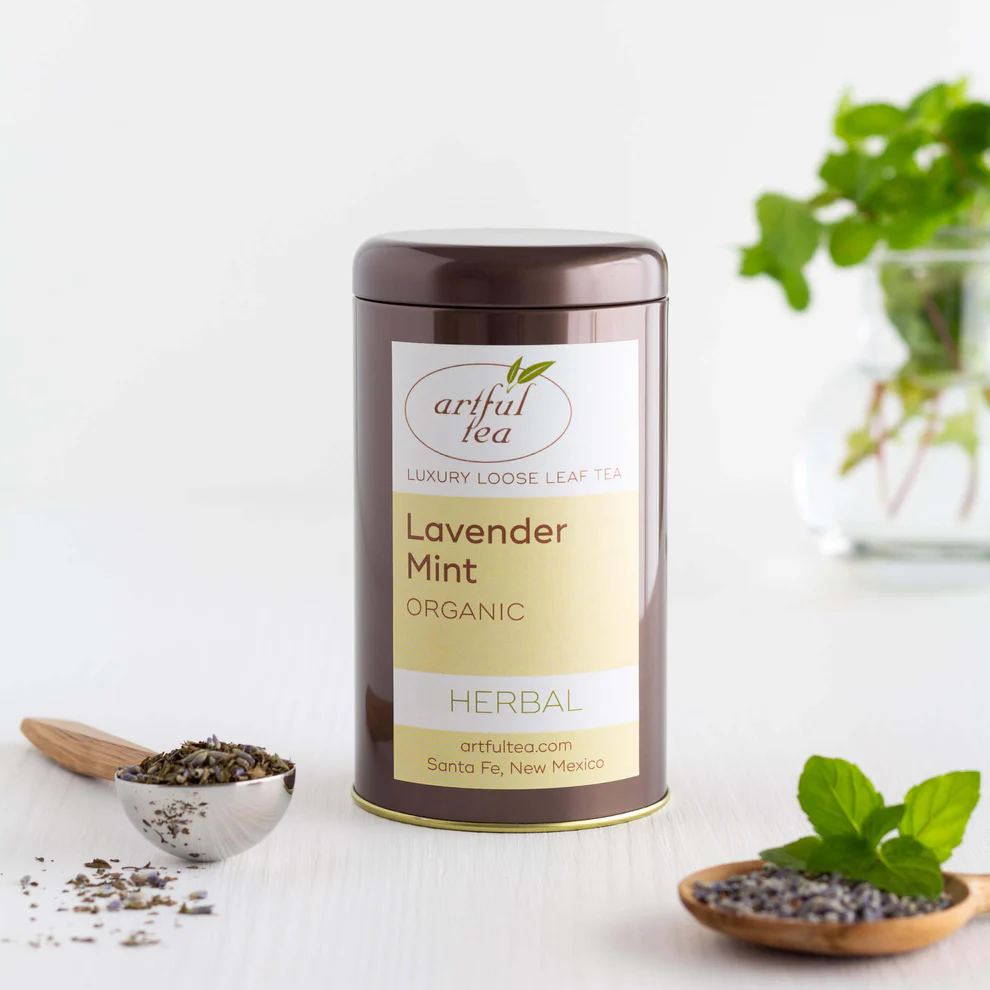 artful
tea
LUXURY LOOSE LEAF TEA
Lavender
Mint
ORGANIC
HERBAL
artfultea.com
Santa Fe, New Mexico